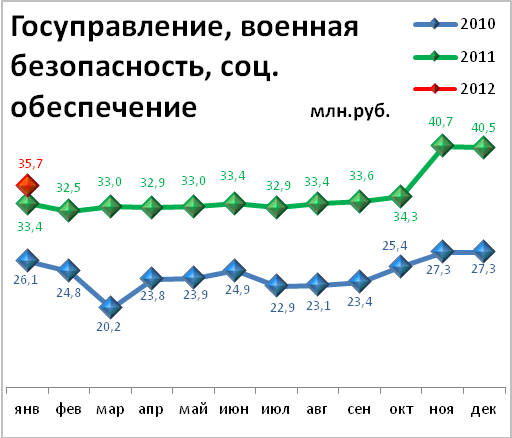 Госуправление, военная
безопасность, соц.
обеспечение
млн.руб.
2010
2011
2012
35,7
33,4 32,5 33,0 32,9 33,0 33,4 32,9 33,4 33,6 34,3 40,7 40,5
26,1 24,8 20,2 23,8 23,9 24,9 22,9 23,1 23,4 25,4 27,3 27,3
янв фев мар апр май июн июл авг сен окт ноя дек